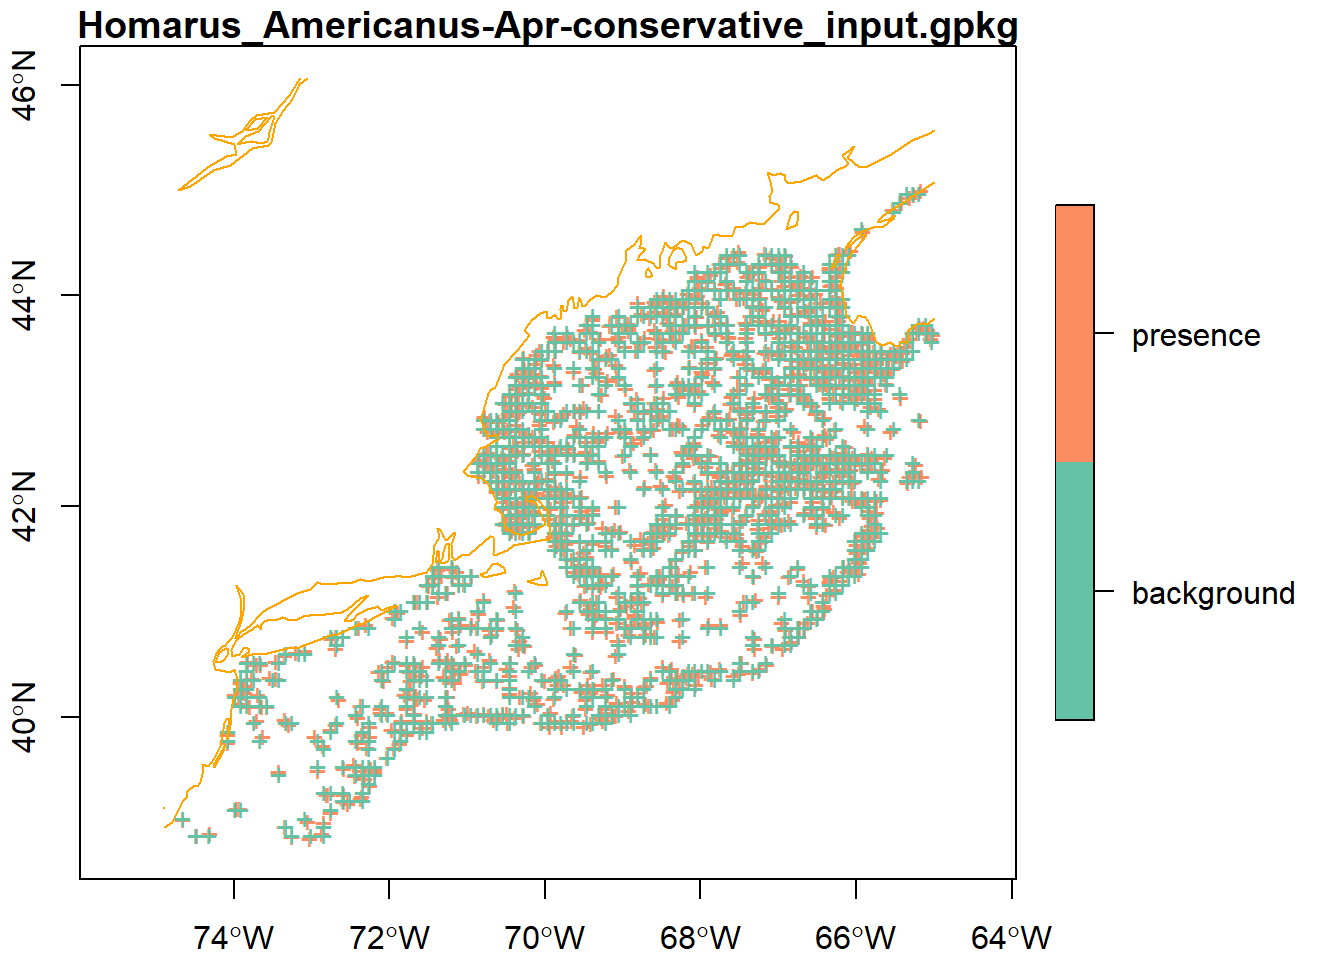 Homarus_Americanus-Apr-conservative_input.gpkg
46°N
44°N
42°N
40°N
74°W
72°W
70°W
68°W
66°W
64°W
presence
background